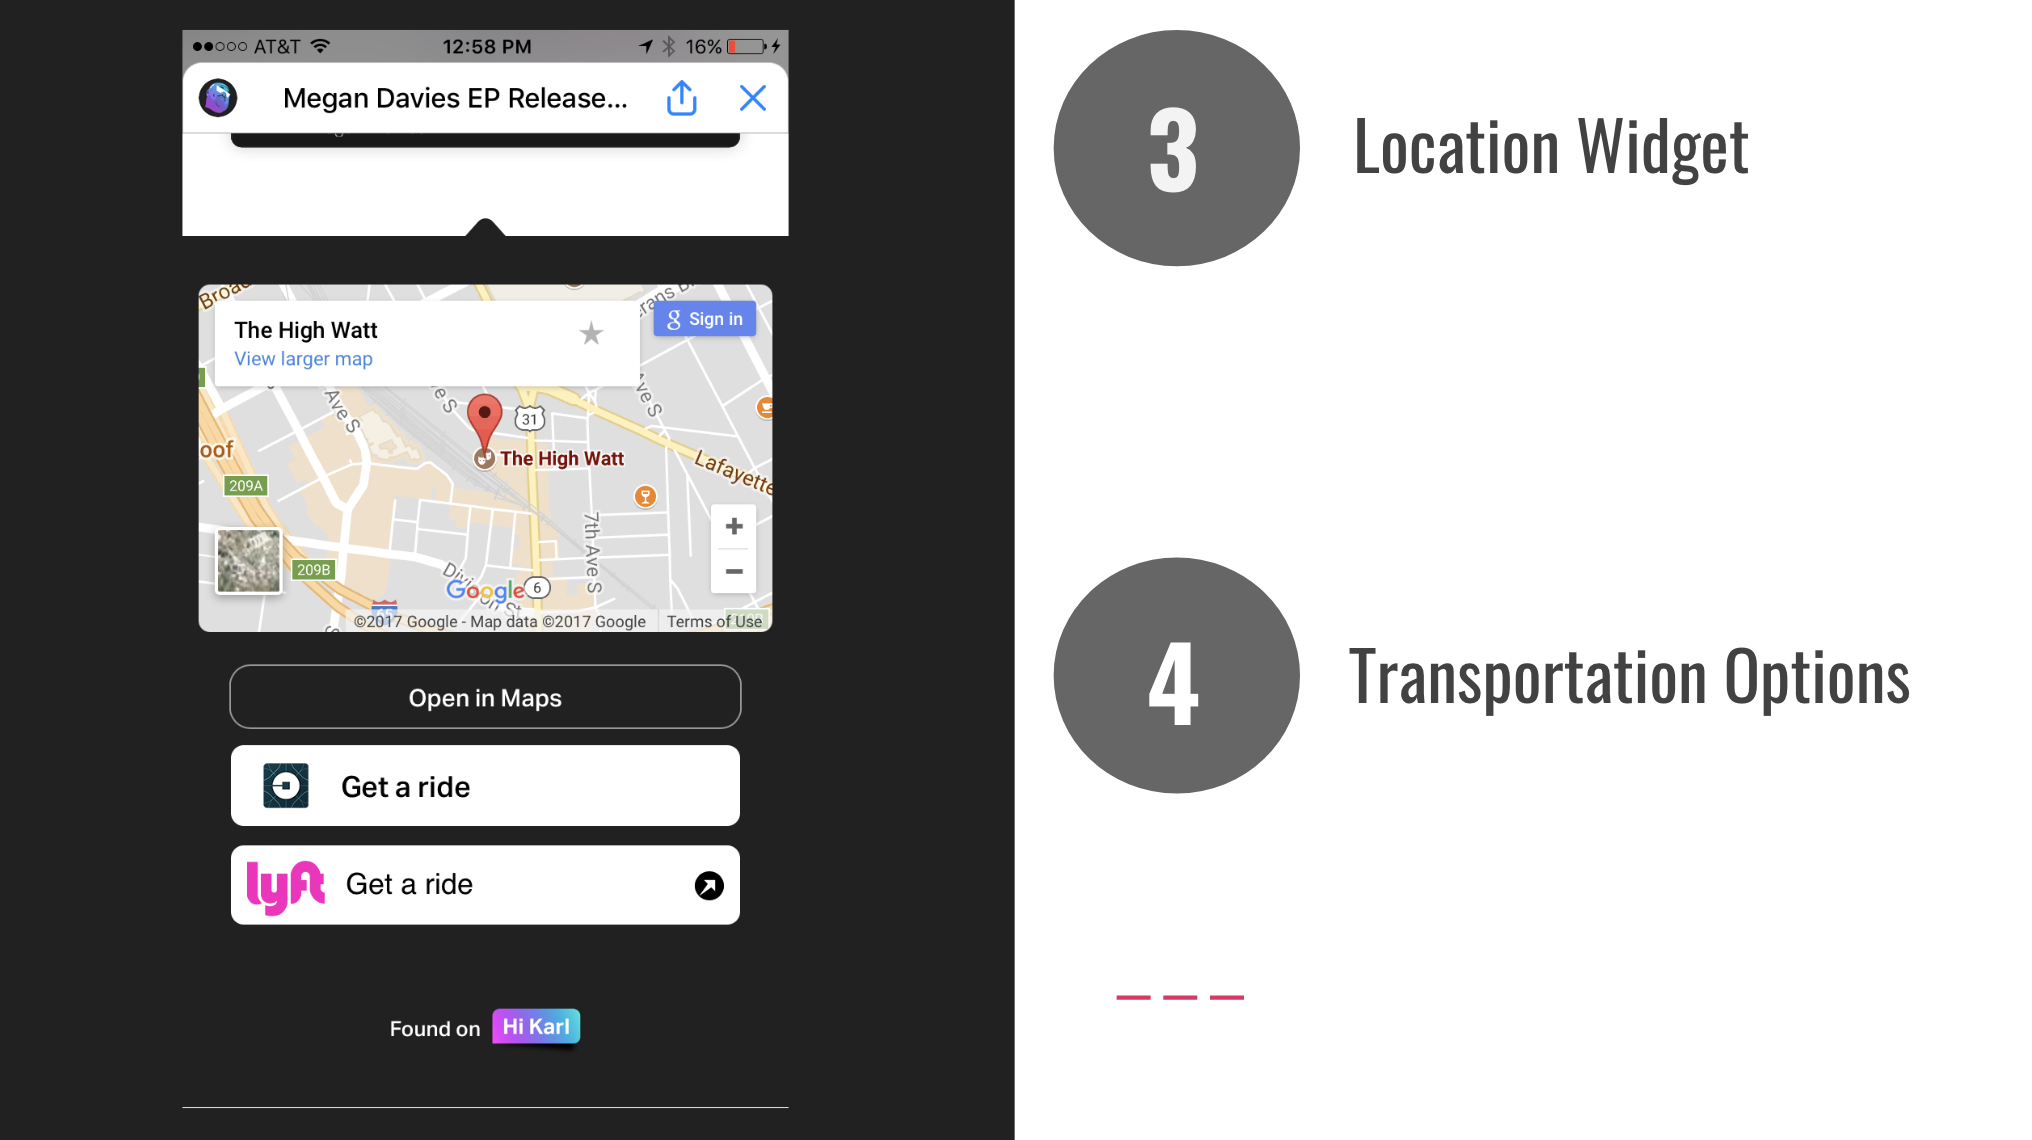 AT&T 12:58 PM 16%
Megan Davies EP Release...
Broad
The High Watt
View larger map
Sign in
Ave S
Ave S
31
The High Watt
oof
209A
Lafayette
7th Ave S
209B
Division St
Google
6
65
©2017 Google - Map data ©2017 Google Terms of Use
Open in Maps
Get a ride
lyft Get a ride
Found on Hi Karl
3 Location Widget
4 Transportation Options